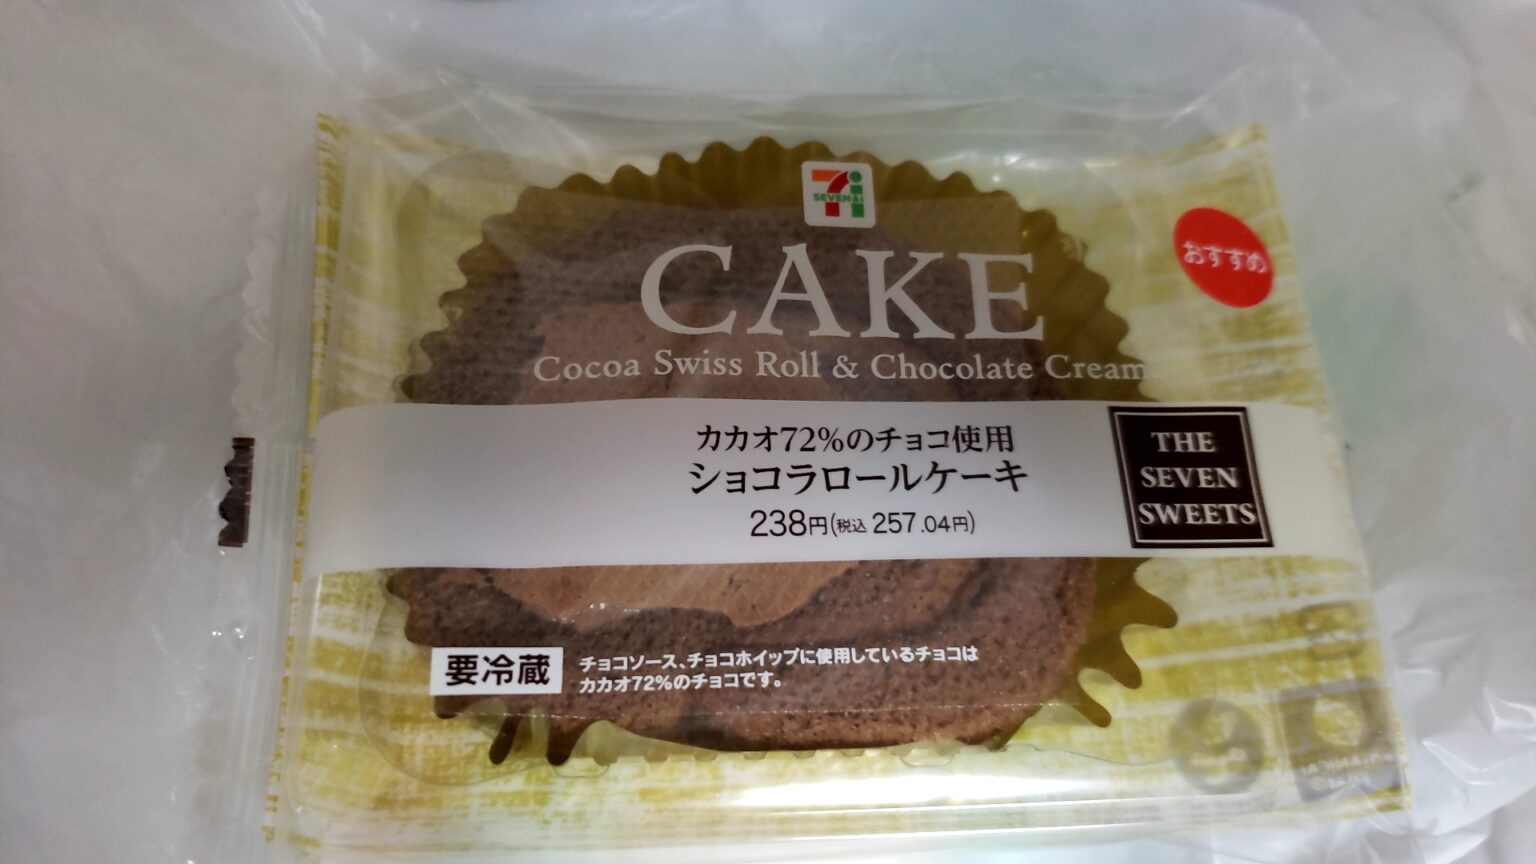 SEVEN&i
CAKE
おすすめ
Cocoa Swiss Roll & Chocolate Cream
カカオ72%のチョコ使用
ショコラロールケーキ
238円(税込 257.04円)
THE
SEVEN
SWEETS
要冷蔵
チョコソース、チョコホイップに使用しているチョコは
カカオ72%のチョコです。